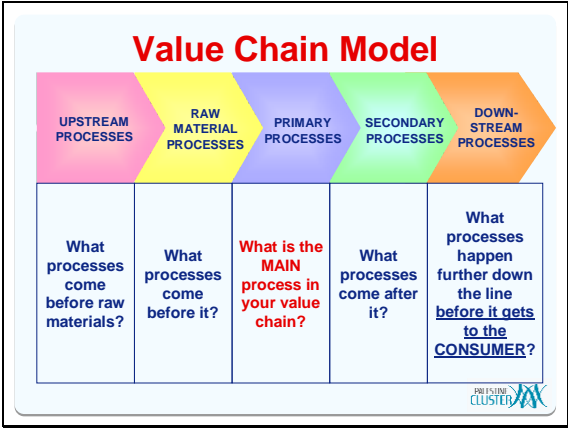 Value Chain Model
UPSTREAM
PROCESSES
RAW
MATERIAL
PROCESSES
PRIMARY
PROCESSES
SECONDARY
PROCESSES
DOWN-
STREAM
PROCESSES
What
processes
come
before raw
materials?
What
processes
come
before it?
What is the
MAIN
process in
your value
chain?
What
processes
come after
it?
What
processes
happen
further down
the line
before it gets
to the
CONSUMER?
PALESTINE
CLUSTER